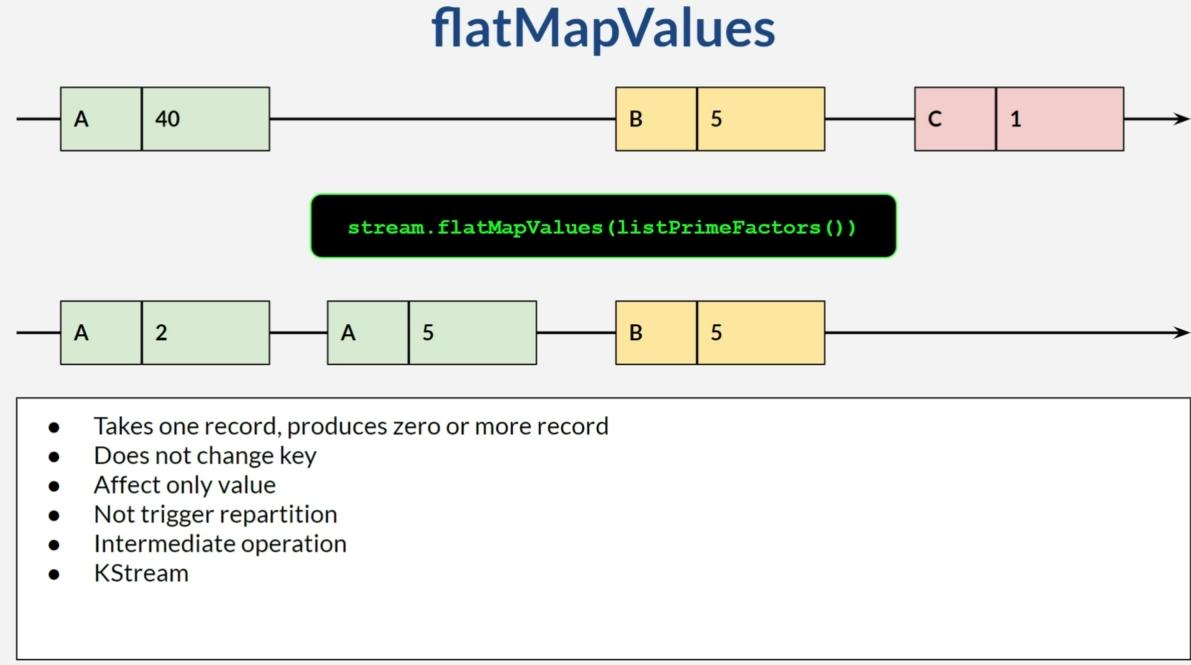 flatMapValues
A 40 B 5 C 1
stream.flatMapValues(listPrimeFactors())
A 2 A 5 B 5
● Takes one record, produces zero or more record
● Does not change key
● Affect only value
● Not trigger repartition
● Intermediate operation
● KStream